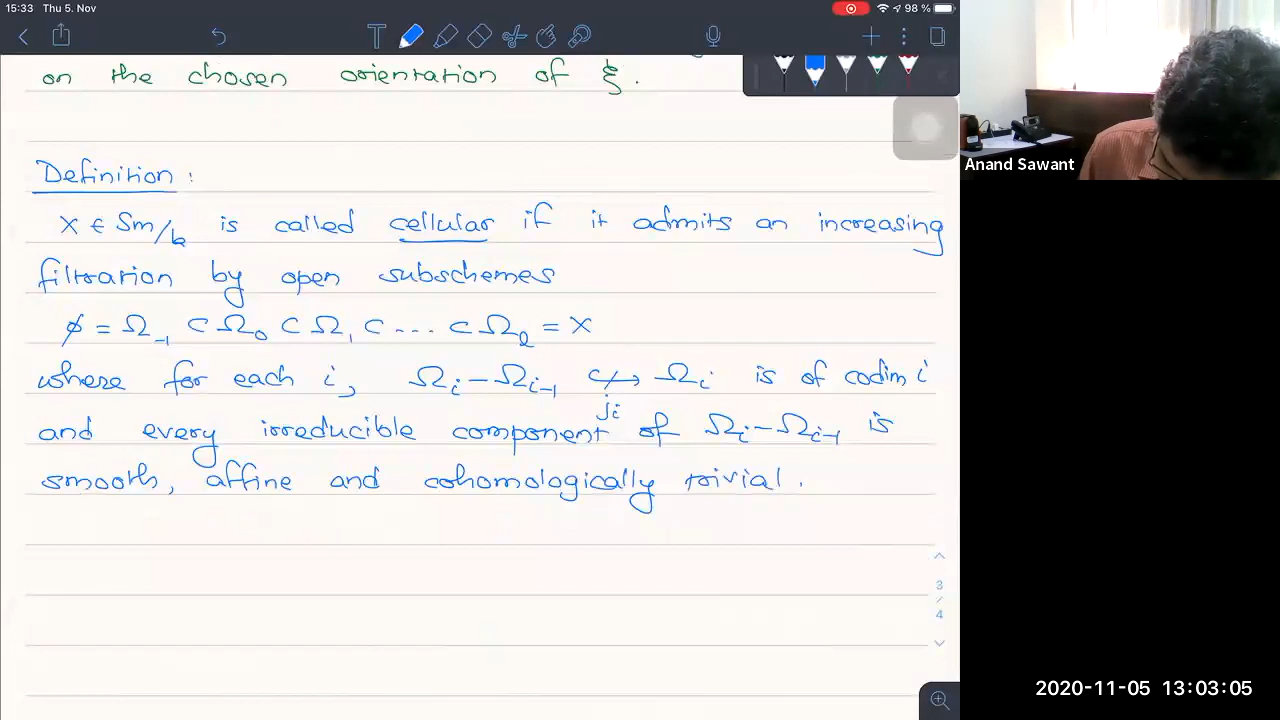 15:33 Thu 5. Nov
98 %
on the chosen orientation of ξ.
Definition :
X ∈ Sm/k is called cellular if it admits an increasing
filtration by open subschemes
∅ = Ω₋₁ ⊂ Ω₀ ⊂ Ω₁ ⊂ ... ⊂ Ωₗ = X
where for each i, Ωᵢ − Ωᵢ₋₁ ↪ Ωᵢ is of codim i
jᵢ
and every irreducible component of Ωᵢ − Ωᵢ₋₁ is
smooth, affine and cohomologically trivial.
3
/
4
Anand Sawant
2020-11-05 13:03:05